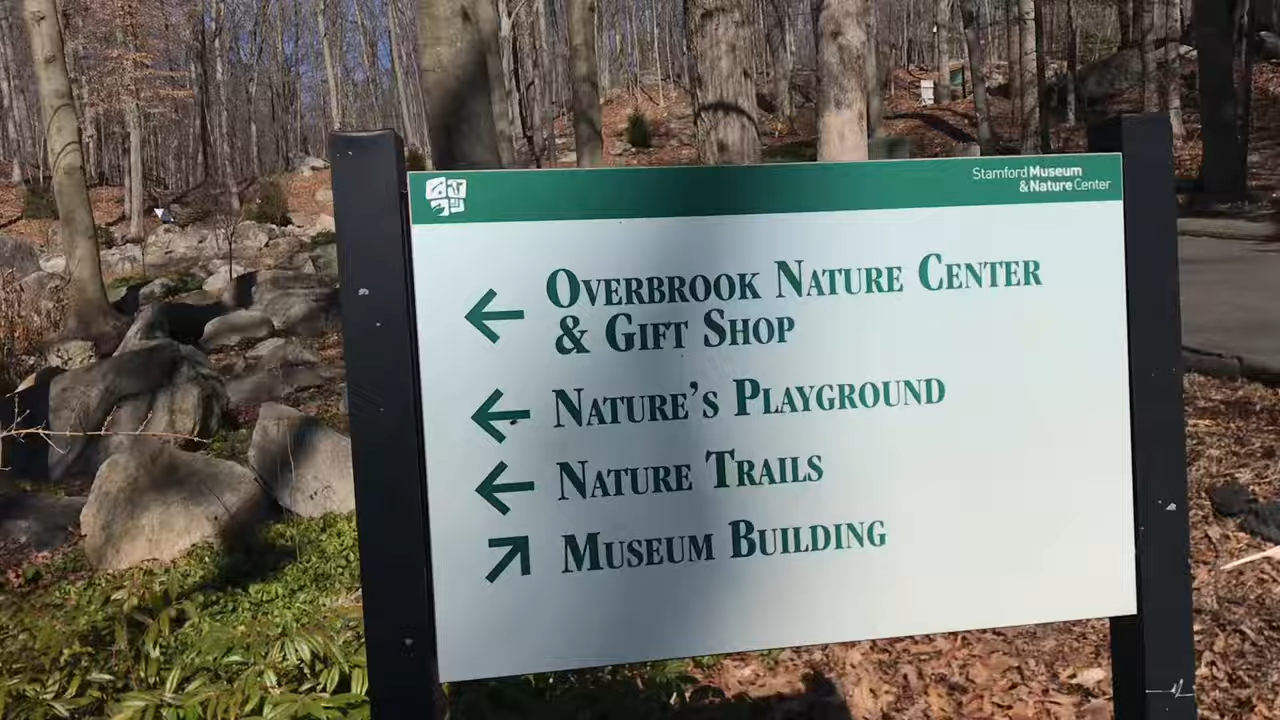 Stamford Museum
& Nature Center
← Overbrook Nature Center
& Gift Shop
← Nature's Playground
← Nature Trails
↗ Museum Building